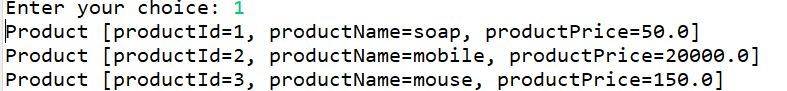 Enter your choice: 1
Product [productId=1, productName=soap, productPrice=50.0]
Product [productId=2, productName=mobile, productPrice=20000.0]
Product [productId=3, productName=mouse, productPrice=150.0]